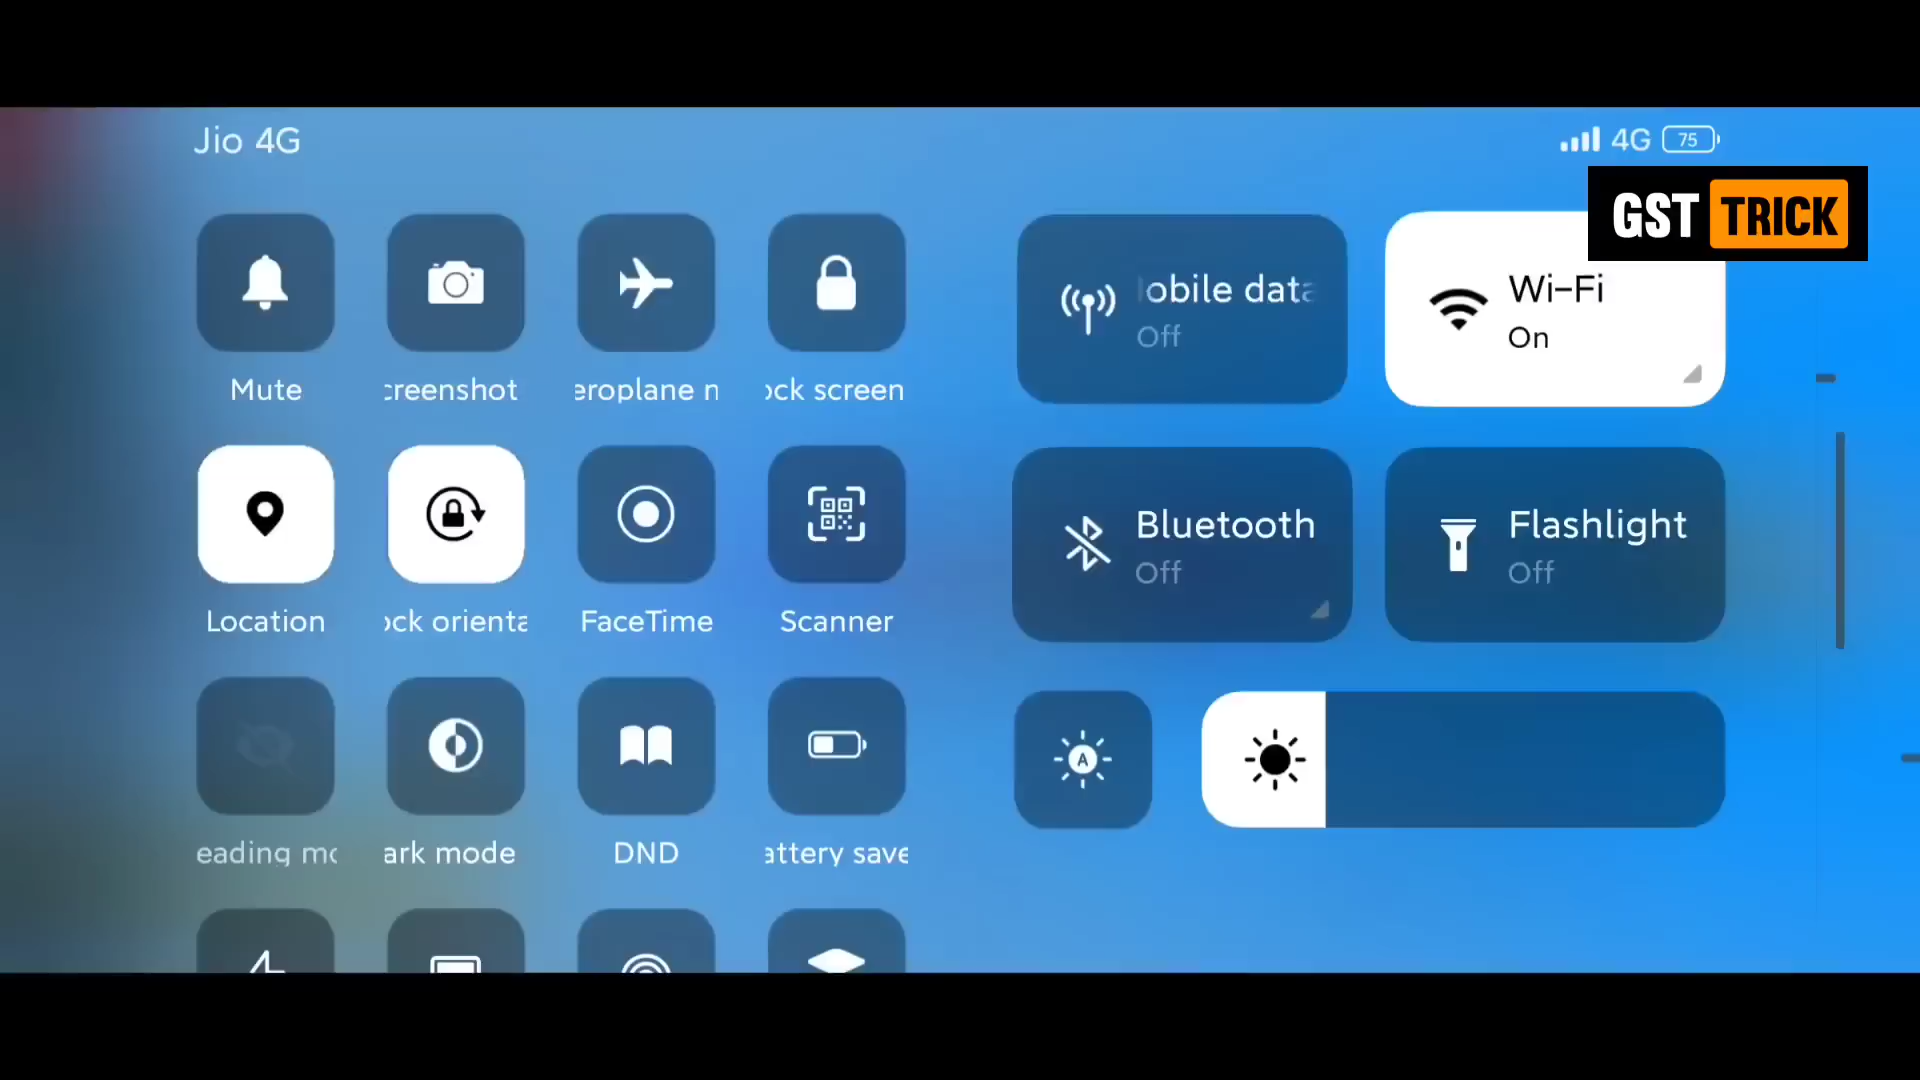 Jio 4G
4G 75
GST TRICK
obile data
Off
Wi-Fi
On
Mute
creenshot
eroplane
ock screen
Bluetooth
Off
Flashlight
Off
Location
ock orienta
FaceTime
Scanner
A
eading mo
ark mode
DND
attery save